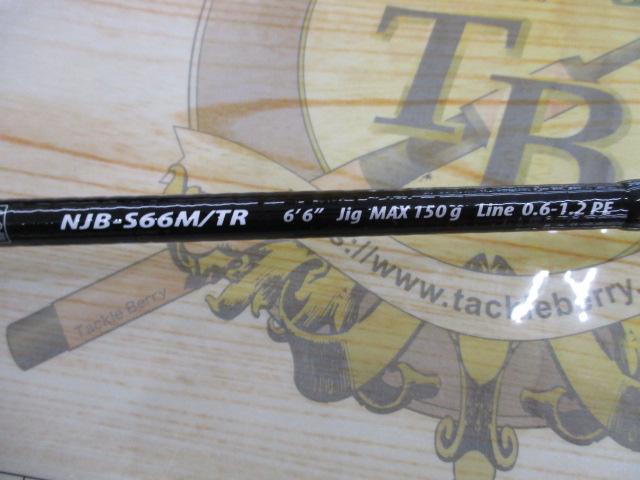 TB
NJB-S66M/TR 6'6" Jig MAX 150g Line 0.6-1.2 PE
s://www.tackleberry.
Tackle Berry